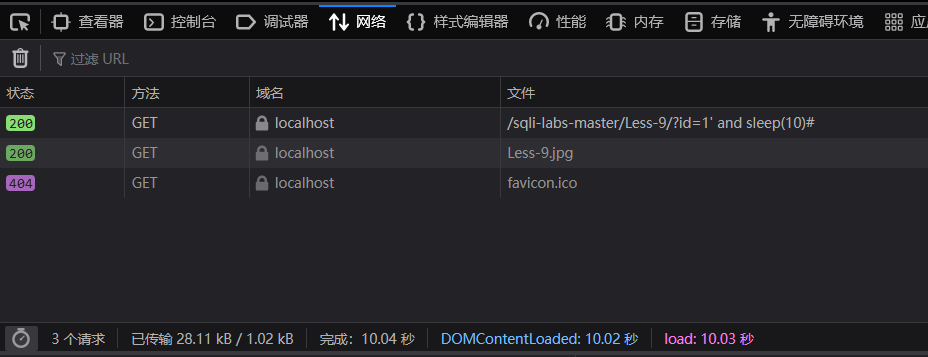 查看器 控制台 调试器 网络 样式编辑器 性能 内存 存储 无障碍环境
过滤 URL
状态 方法 域名 文件
200 GET localhost /sqli-labs-master/Less-9/?id=1' and sleep(10)#
200 GET localhost Less-9.jpg
404 GET localhost favicon.ico
3 个请求 已传输 28.11 kB / 1.02 kB 完成：10.04 秒 DOMContentLoaded: 10.02 秒 load: 10.03 秒